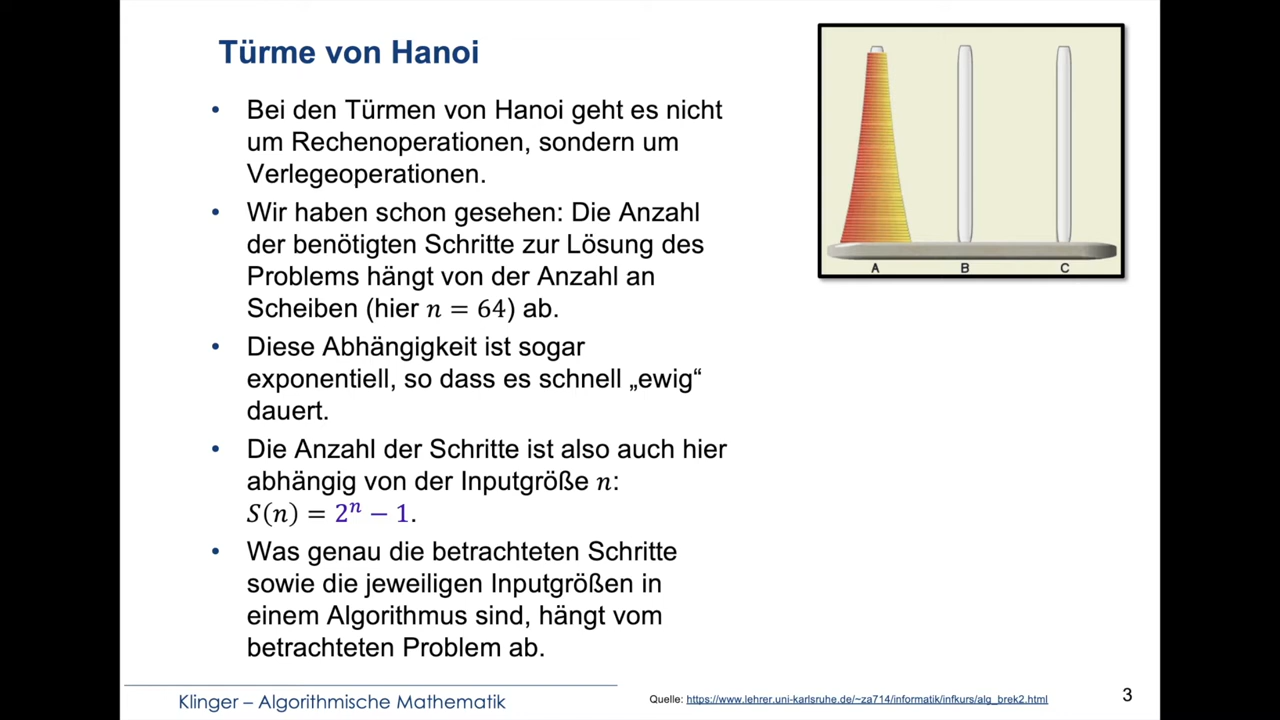 Türme von Hanoi
• Bei den Türmen von Hanoi geht es nicht
um Rechenoperationen, sondern um
Verlegeoperationen.
• Wir haben schon gesehen: Die Anzahl
der benötigten Schritte zur Lösung des
Problems hängt von der Anzahl an
Scheiben (hier n = 64) ab.
• Diese Abhängigkeit ist sogar
exponentiell, so dass es schnell „ewig“
dauert.
• Die Anzahl der Schritte ist also auch hier
abhängig von der Inputgröße n:
S(n) = 2ⁿ − 1.
• Was genau die betrachteten Schritte
sowie die jeweiligen Inputgrößen in
einem Algorithmus sind, hängt vom
betrachteten Problem ab.
A B C
Klinger – Algorithmische Mathematik
Quelle: https://www.lehrer.uni-karlsruhe.de/~za714/informatik/infkurs/alg_brek2.html
3